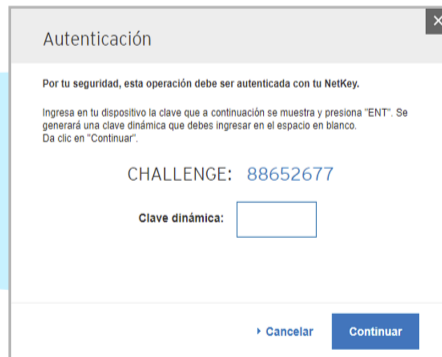 Autenticación
Por tu seguridad, esta operación debe ser autenticada con tu NetKey.
Ingresa en tu dispositivo la clave que a continuación se muestra y presiona "ENT". Se
generará una clave dinámica que debes ingresar en el espacio en blanco.
Da clic en "Continuar".
CHALLENGE: 88652677
Clave dinámica:
Cancelar Continuar